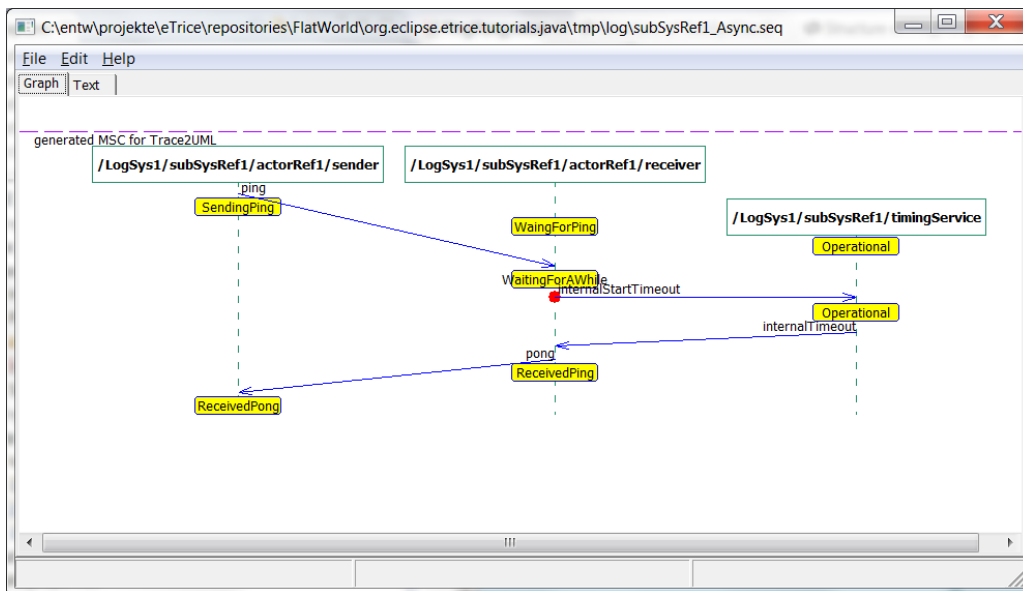 C:\entw\projekte\eTrice\repositories\FlatWorld\org.eclipse.etrice.tutorials.java\tmp\log\subSysRef1_Async.seq
File Edit Help
Graph Text
generated MSC for Trace2UML
/LogSys1/subSysRef1/actorRef1/sender
/LogSys1/subSysRef1/actorRef1/receiver
ping
SendingPing
/LogSys1/subSysRef1/timingService
WaingForPing
Operational
WaitingForAWhile
internalStartTimeout
Operational
internalTimeout
pong
ReceivedPing
ReceivedPong